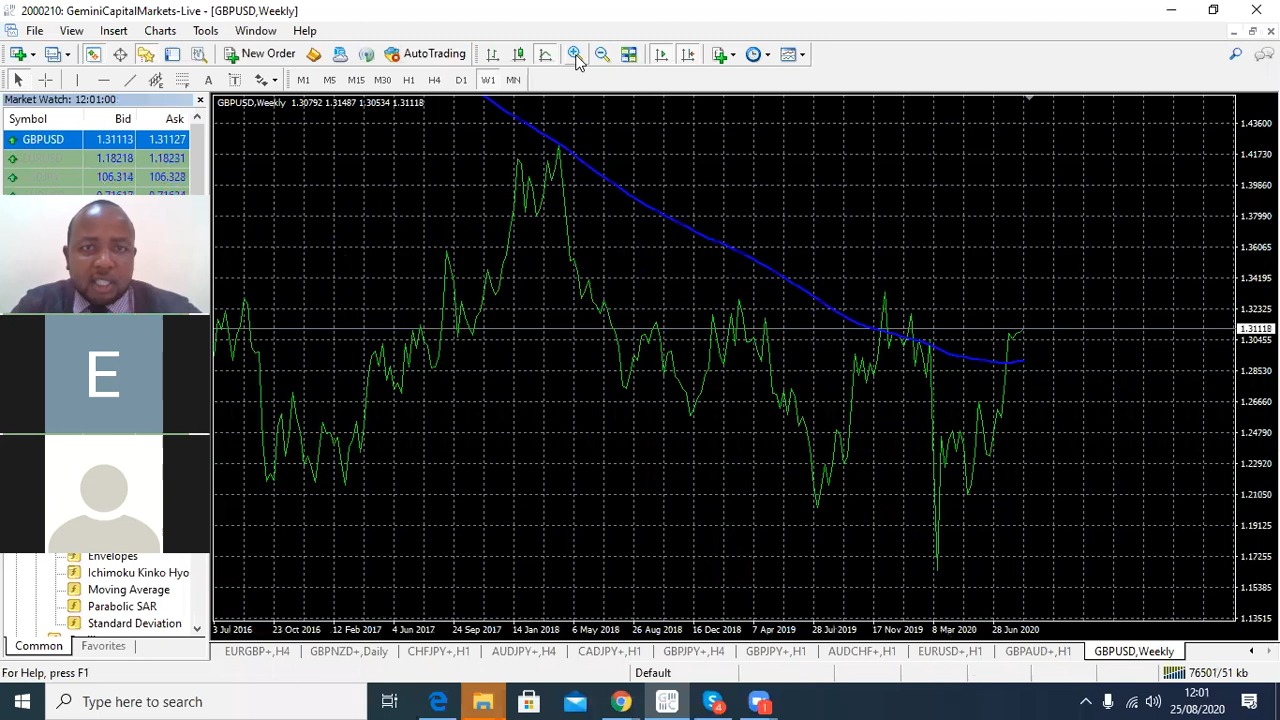 2000210: GeminiCapitalMarkets-Live - [GBPUSD,Weekly]
File View Insert Charts Tools Window Help
New Order AutoTrading
A T M1 M5 M15 M30 H1 H4 D1 W1 MN
Market Watch: 12:01:00
Symbol Bid Ask
GBPUSD 1.31113 1.31127
1.18218 1.18231
106.314 106.328
GBPUSD,Weekly 1.30792 1.31487 1.30534 1.31118
1.43600
1.41730
1.39860
1.37990
1.36065
1.34195
1.32325
1.31118
1.30455
1.28530
1.26660
1.24790
1.22920
1.21050
1.19125
1.17255
1.15385
1.13515
E
Envelopes
Ichimoku Kinko Hyo
Moving Average
Parabolic SAR
Standard Deviation
3 Jul 2016 23 Oct 2016 12 Feb 2017 4 Jun 2017 24 Sep 2017 14 Jan 2018 6 May 2018 26 Aug 2018 16 Dec 2018 7 Apr 2019 28 Jul 2019 17 Nov 2019 8 Mar 2020 28 Jun 2020
Common Favorites
EURGBP+,H4 GBPNZD+,Daily CHFJPY+,H1 AUDJPY+,H4 CADJPY+,H1 GBPJPY+,H4 GBPJPY+,H1 AUDCHF+,H1 EURUSD+,H1 GBPAUD+,H1 GBPUSD,Weekly
For Help, press F1 Default 76501/51 kb
Type here to search
4
1
12:01
25/08/2020